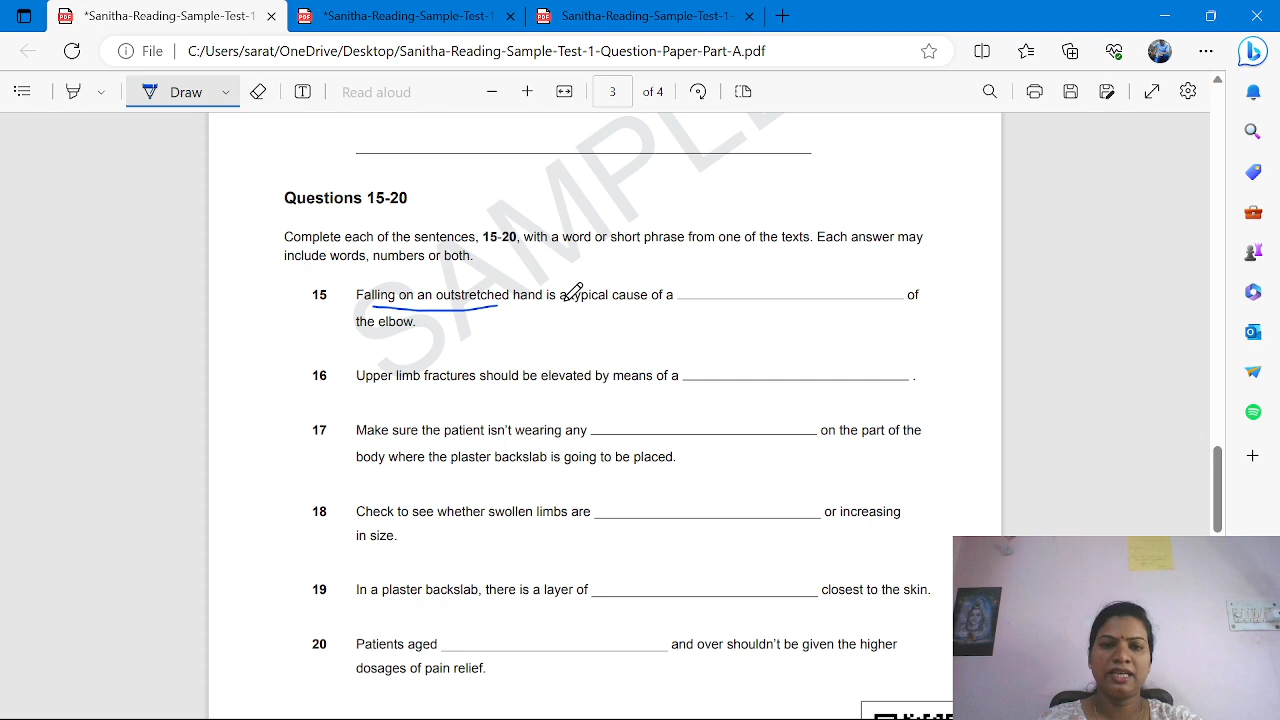 *Sanitha-Reading-Sample-Test-1
*Sanitha-Reading-Sample-Test-1
Sanitha-Reading-Sample-Test-1-
File C:/Users/sarat/OneDrive/Desktop/Sanitha-Reading-Sample-Test-1-Question-Paper-Part-A.pdf
Draw Read aloud 3 of 4
SAMPLE
Questions 15-20
Complete each of the sentences, 15-20, with a word or short phrase from one of the texts. Each answer may
include words, numbers or both.
15 Falling on an outstretched hand is a typical cause of a ______ of
the elbow.
16 Upper limb fractures should be elevated by means of a ______ .
17 Make sure the patient isn't wearing any ______ on the part of the
body where the plaster backslab is going to be placed.
18 Check to see whether swollen limbs are ______ or increasing
in size.
19 In a plaster backslab, there is a layer of ______ closest to the skin.
20 Patients aged ______ and over shouldn't be given the higher
dosages of pain relief.